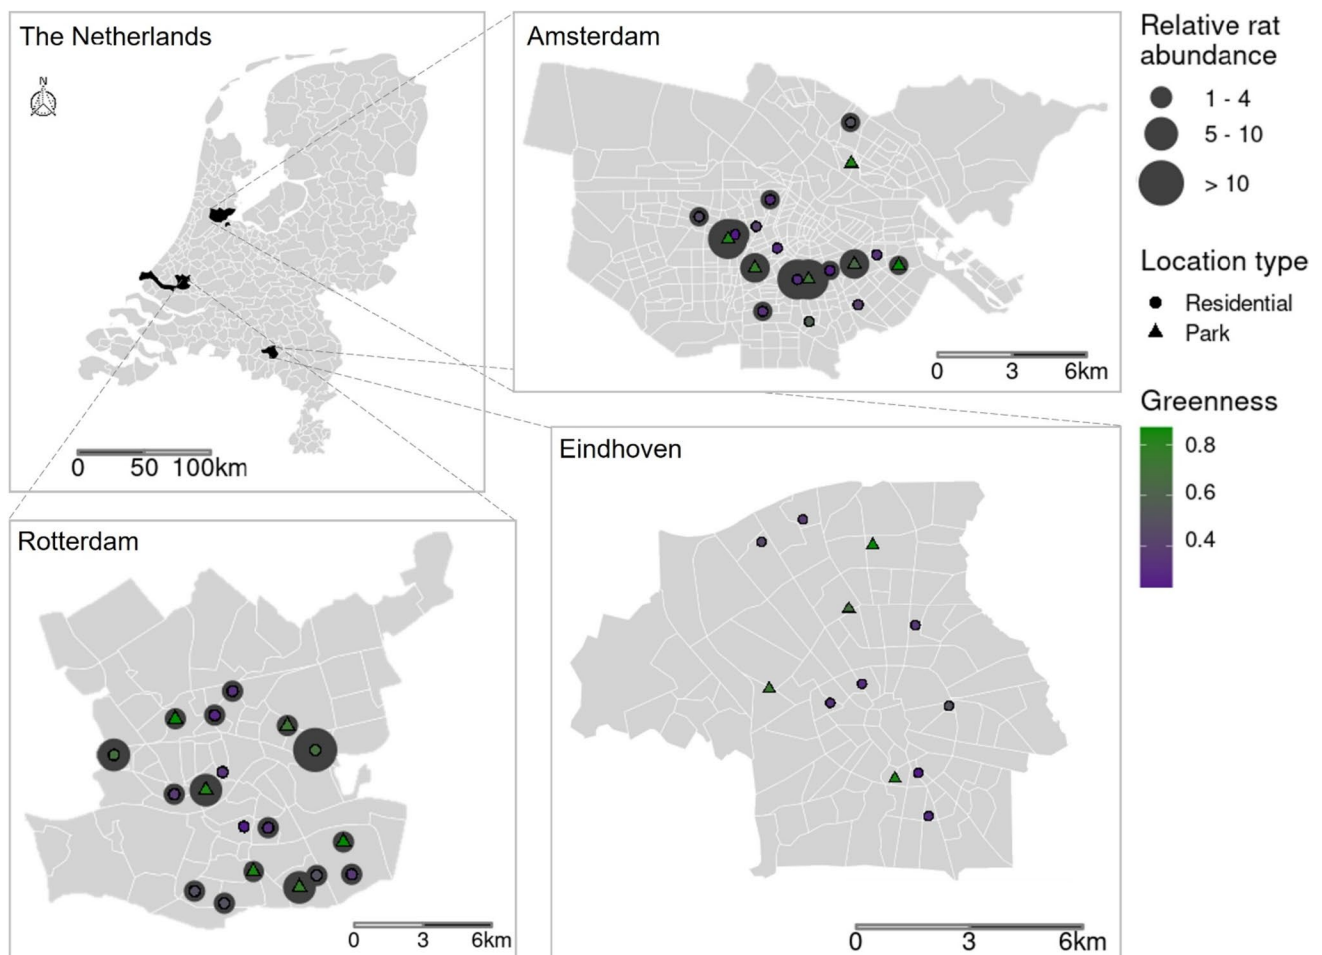 The Netherlands
N
0 50 100km
Amsterdam
0 3 6km
Relative rat
abundance
1 - 4
5 - 10
> 10
Location type
Residential
Park
Greenness
0.8
0.6
0.4
Rotterdam
0 3 6km
Eindhoven
0 3 6km